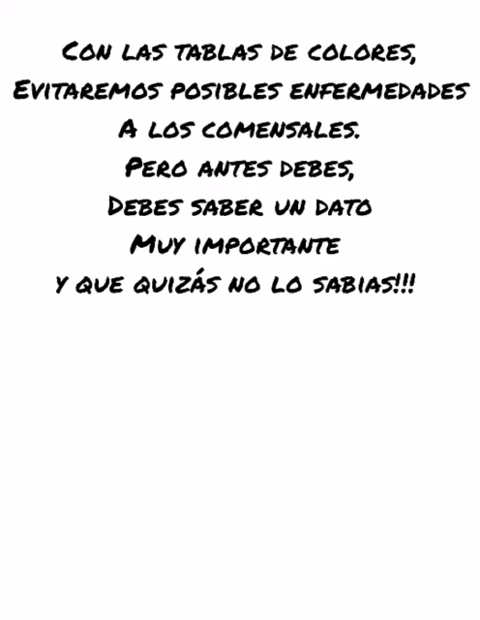 Con las tablas de colores,
Evitaremos posibles enfermedades
A los comensales.
Pero antes debes,
Debes saber un dato
Muy importante
y que quizás no lo sabias!!!